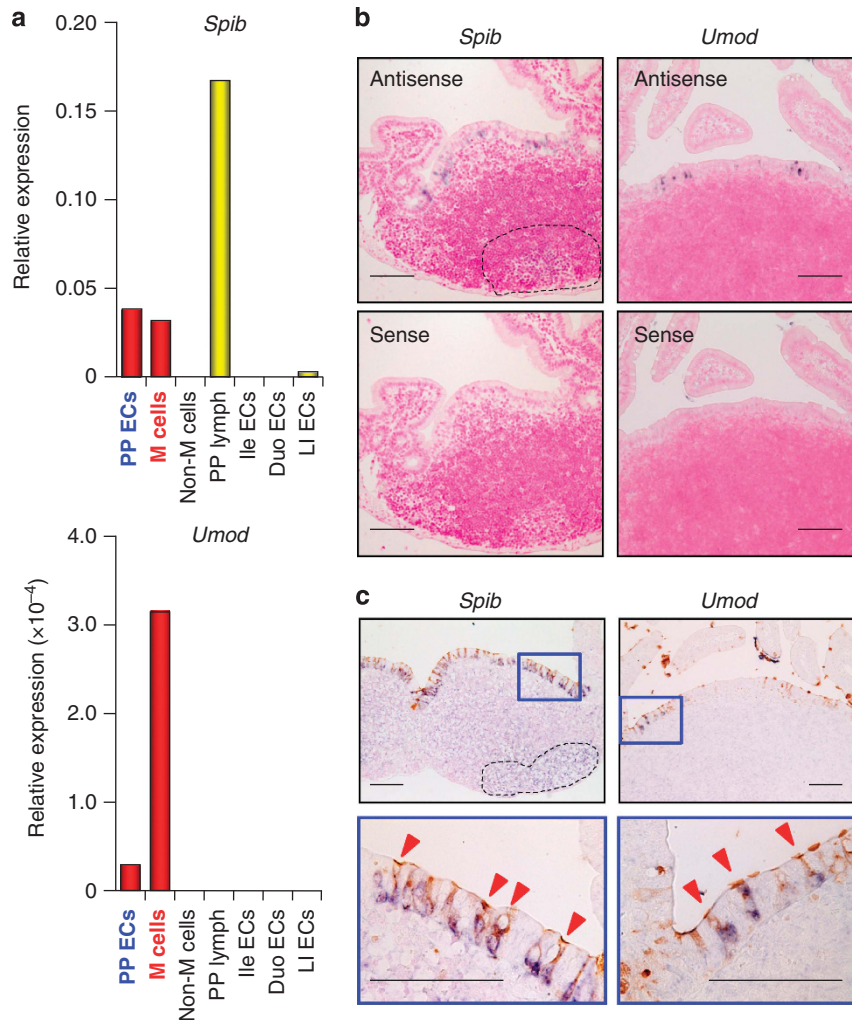 a
Spib
0.20
0.15
0.10
0.05
0.00
0
Relative expression
PP ECs
M cells
Non-M cells
PP lymph
Ile ECs
Duo ECs
LI ECs
Umod
4.0
3.0
2.0
1.0
0
Relative expression (×10–4)
PP ECs
M cells
Non-M cells
PP lymph
Ile ECs
Duo ECs
LI ECs
b
Spib
Umod
Antisense
Antisense
Sense
Sense
c
Spib
Umod